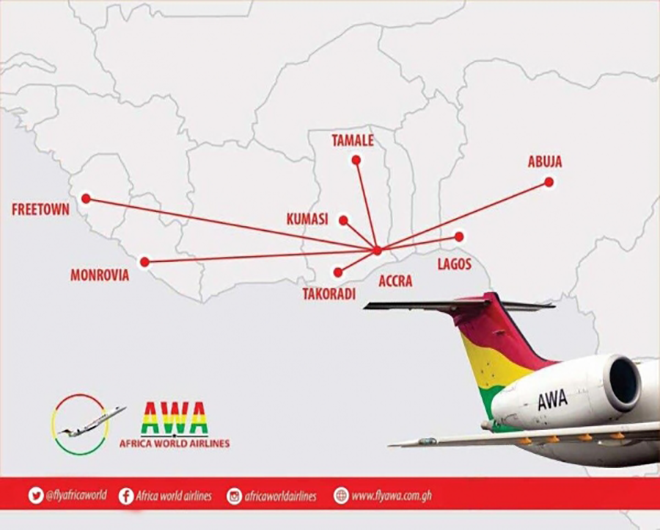 TAMALE
ABUJA
FREETOWN
KUMASI
MONROVIA
LAGOS
TAKORADI
ACCRA
AWA
AWA
AFRICA WORLD AIRLINES
@flyafricaworld Africa world airlines africaworldairlines www.flyawa.com.gh